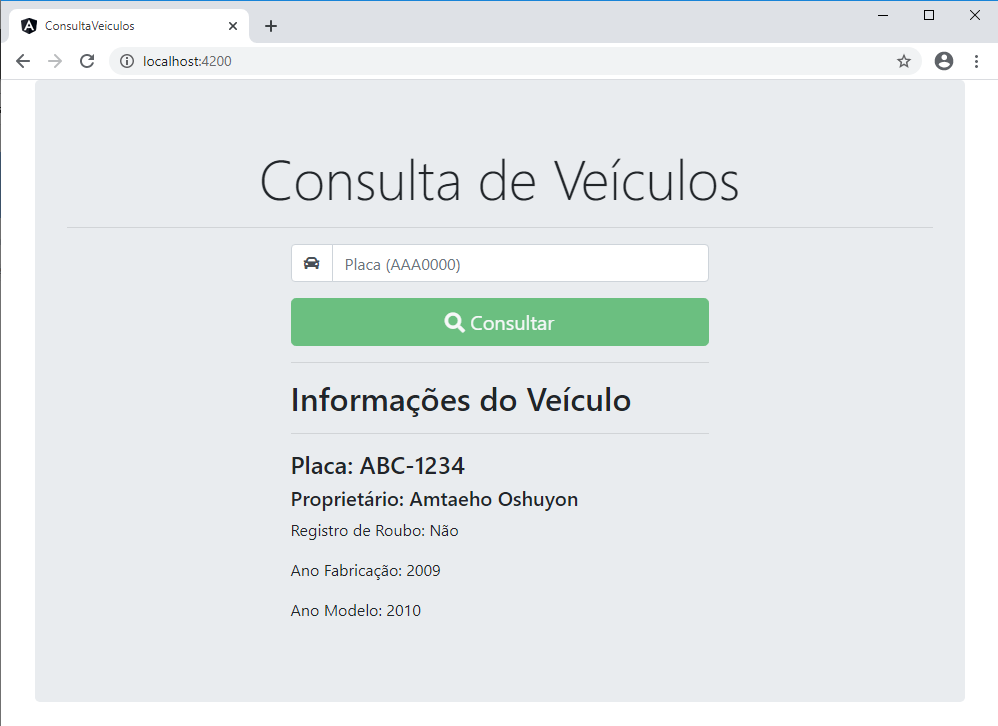 ConsultaVeiculos
localhost:4200
Consulta de Veículos
Placa (AAA0000)
Consultar
Informações do Veículo
Placa: ABC-1234
Proprietário: Amtaeho Oshuyon
Registro de Roubo: Não
Ano Fabricação: 2009
Ano Modelo: 2010